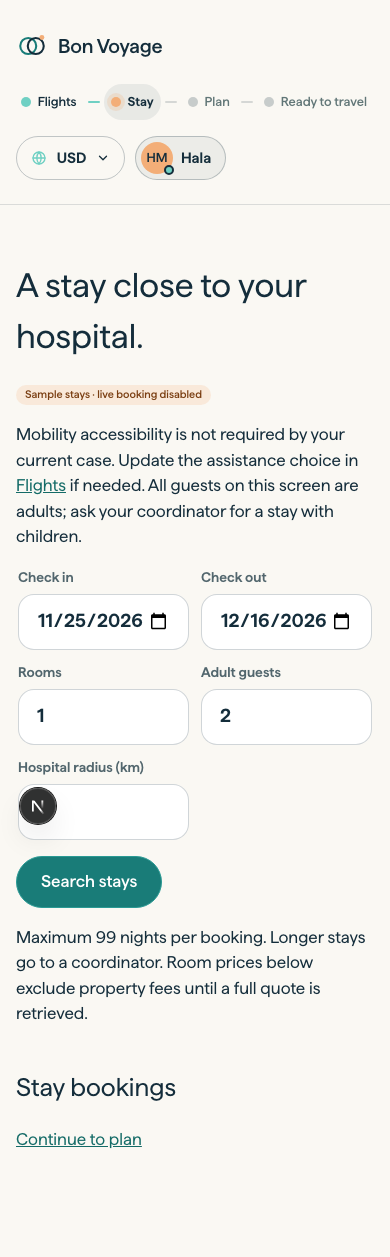 Bon Voyage
Flights
Stay
Plan
Ready to travel
USD
HM
Hala
A stay close to your
hospital.
Sample stays · live booking disabled
Mobility accessibility is not required by your
current case. Update the assistance choice in
Flights if needed. All guests on this screen are
adults; ask your coordinator for a stay with
children.
Check in
Check out
11/25/2026
12/16/2026
Rooms
Adult guests
1
2
Hospital radius (km)
N
Search stays
Maximum 99 nights per booking. Longer stays
go to a coordinator. Room prices below
exclude property fees until a full quote is
retrieved.
Stay bookings
Continue to plan